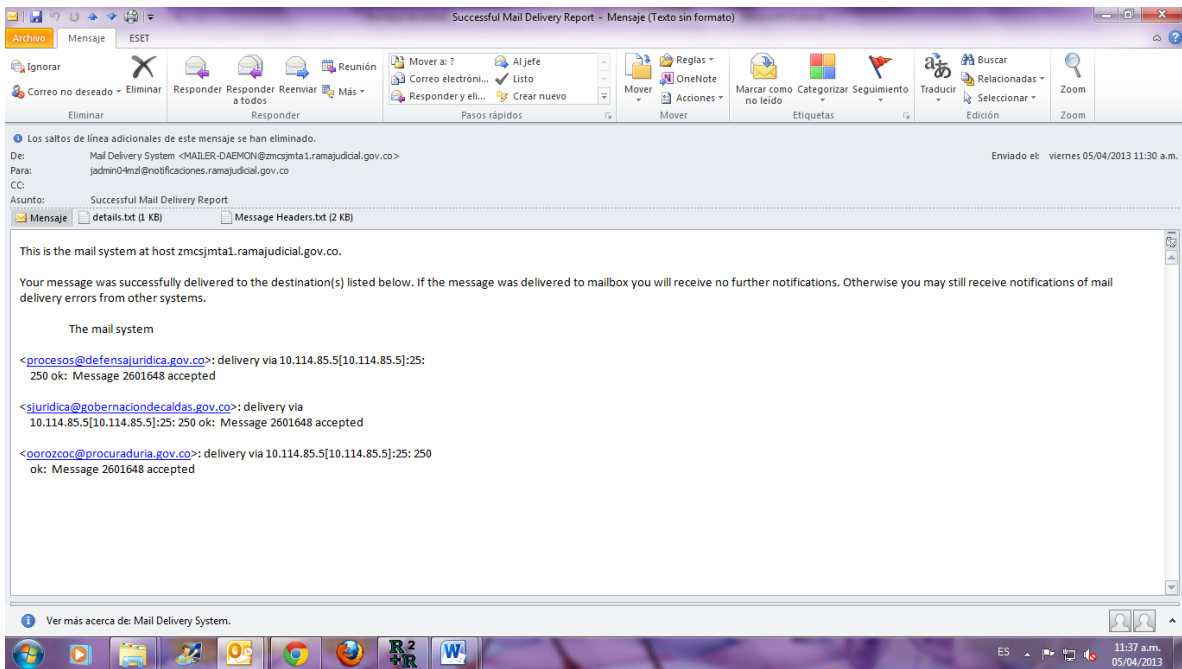 Successful Mail Delivery Report - Mensaje (Texto sin formato)
Archivo Mensaje ESET
Ignorar
Correo no deseado
Eliminar
Responder Responder a todos Reenviar
Reunión
Más
Mover a: ?
Correo electróni...
Responder y eli...
Al jefe
Listo
Crear nuevo
Mover
Reglas
OneNote
Acciones
Marcar como no leído
Categorizar Seguimiento
Traducir
Buscar
Relacionadas
Seleccionar
Zoom
Eliminar Responder Pasos rápidos Mover Etiquetas Edición Zoom
Los saltos de línea adicionales de este mensaje se han eliminado.
De: Mail Delivery System <MAILER-DAEMON@zmcsjmta1.ramajudicial.gov.co> Enviado el: viernes 05/04/2013 11:30 a.m.
Para: jadmin04mzl@notificaciones.ramajudicial.gov.co
CC:
Asunto: Successful Mail Delivery Report
Mensaje details.txt (1 KB) Message Headers.txt (2 KB)
This is the mail system at host zmcsjmta1.ramajudicial.gov.co.
Your message was successfully delivered to the destination(s) listed below. If the message was delivered to mailbox you will receive no further notifications. Otherwise you may still receive notifications of mail
delivery errors from other systems.
The mail system
<procesos@defensajuridica.gov.co>: delivery via 10.114.85.5[10.114.85.5]:25:
250 ok: Message 2601648 accepted
<sjuridica@gobernaciondecaldas.gov.co>: delivery via
10.114.85.5[10.114.85.5]:25: 250 ok: Message 2601648 accepted
<oorozcoc@procuraduria.gov.co>: delivery via 10.114.85.5[10.114.85.5]:25: 250
ok: Message 2601648 accepted
Ver más acerca de: Mail Delivery System.
ES 11:37 a.m.
05/04/2013